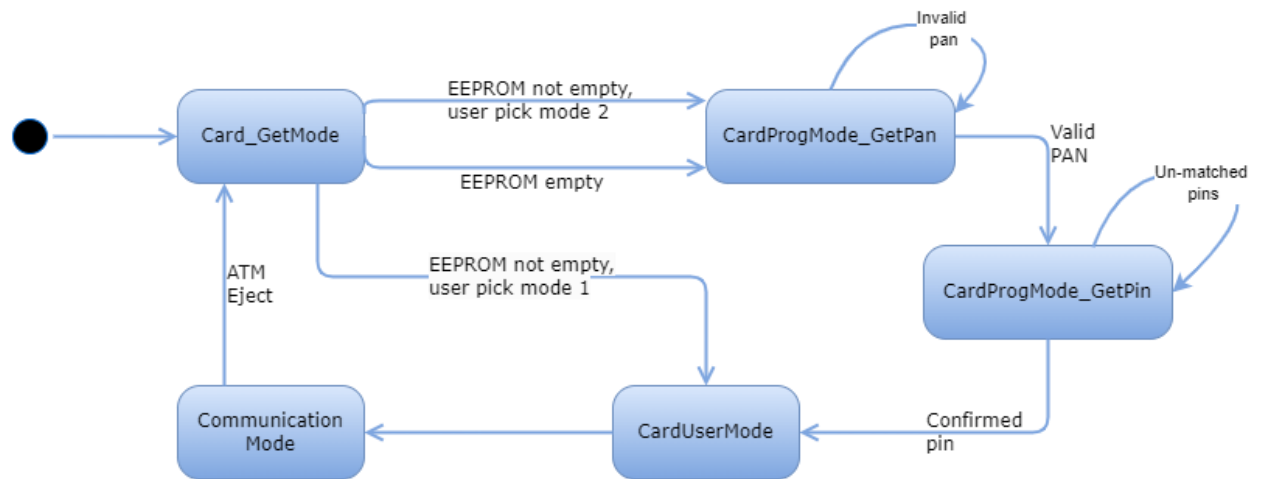 Invalid
pan
EEPROM not empty,
user pick mode 2
Card_GetMode
CardProgMode_GetPan
Valid
PAN
EEPROM empty
Un-matched
pins
ATM
Eject
EEPROM not empty,
user pick mode 1
CardProgMode_GetPin
Communication
Mode
CardUserMode
Confirmed
pin